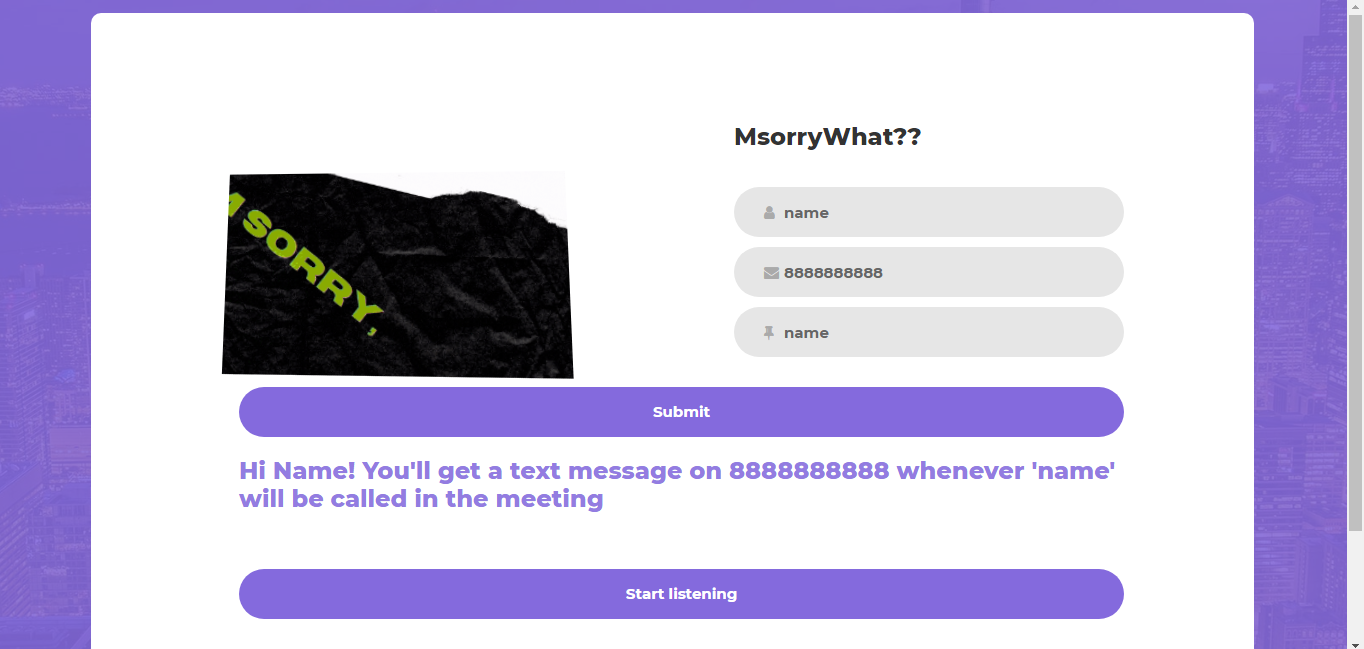 MsorryWhat??
M SORRY,
name
8888888888
name
Submit
Hi Name! You'll get a text message on 8888888888 whenever 'name'
will be called in the meeting
Start listening